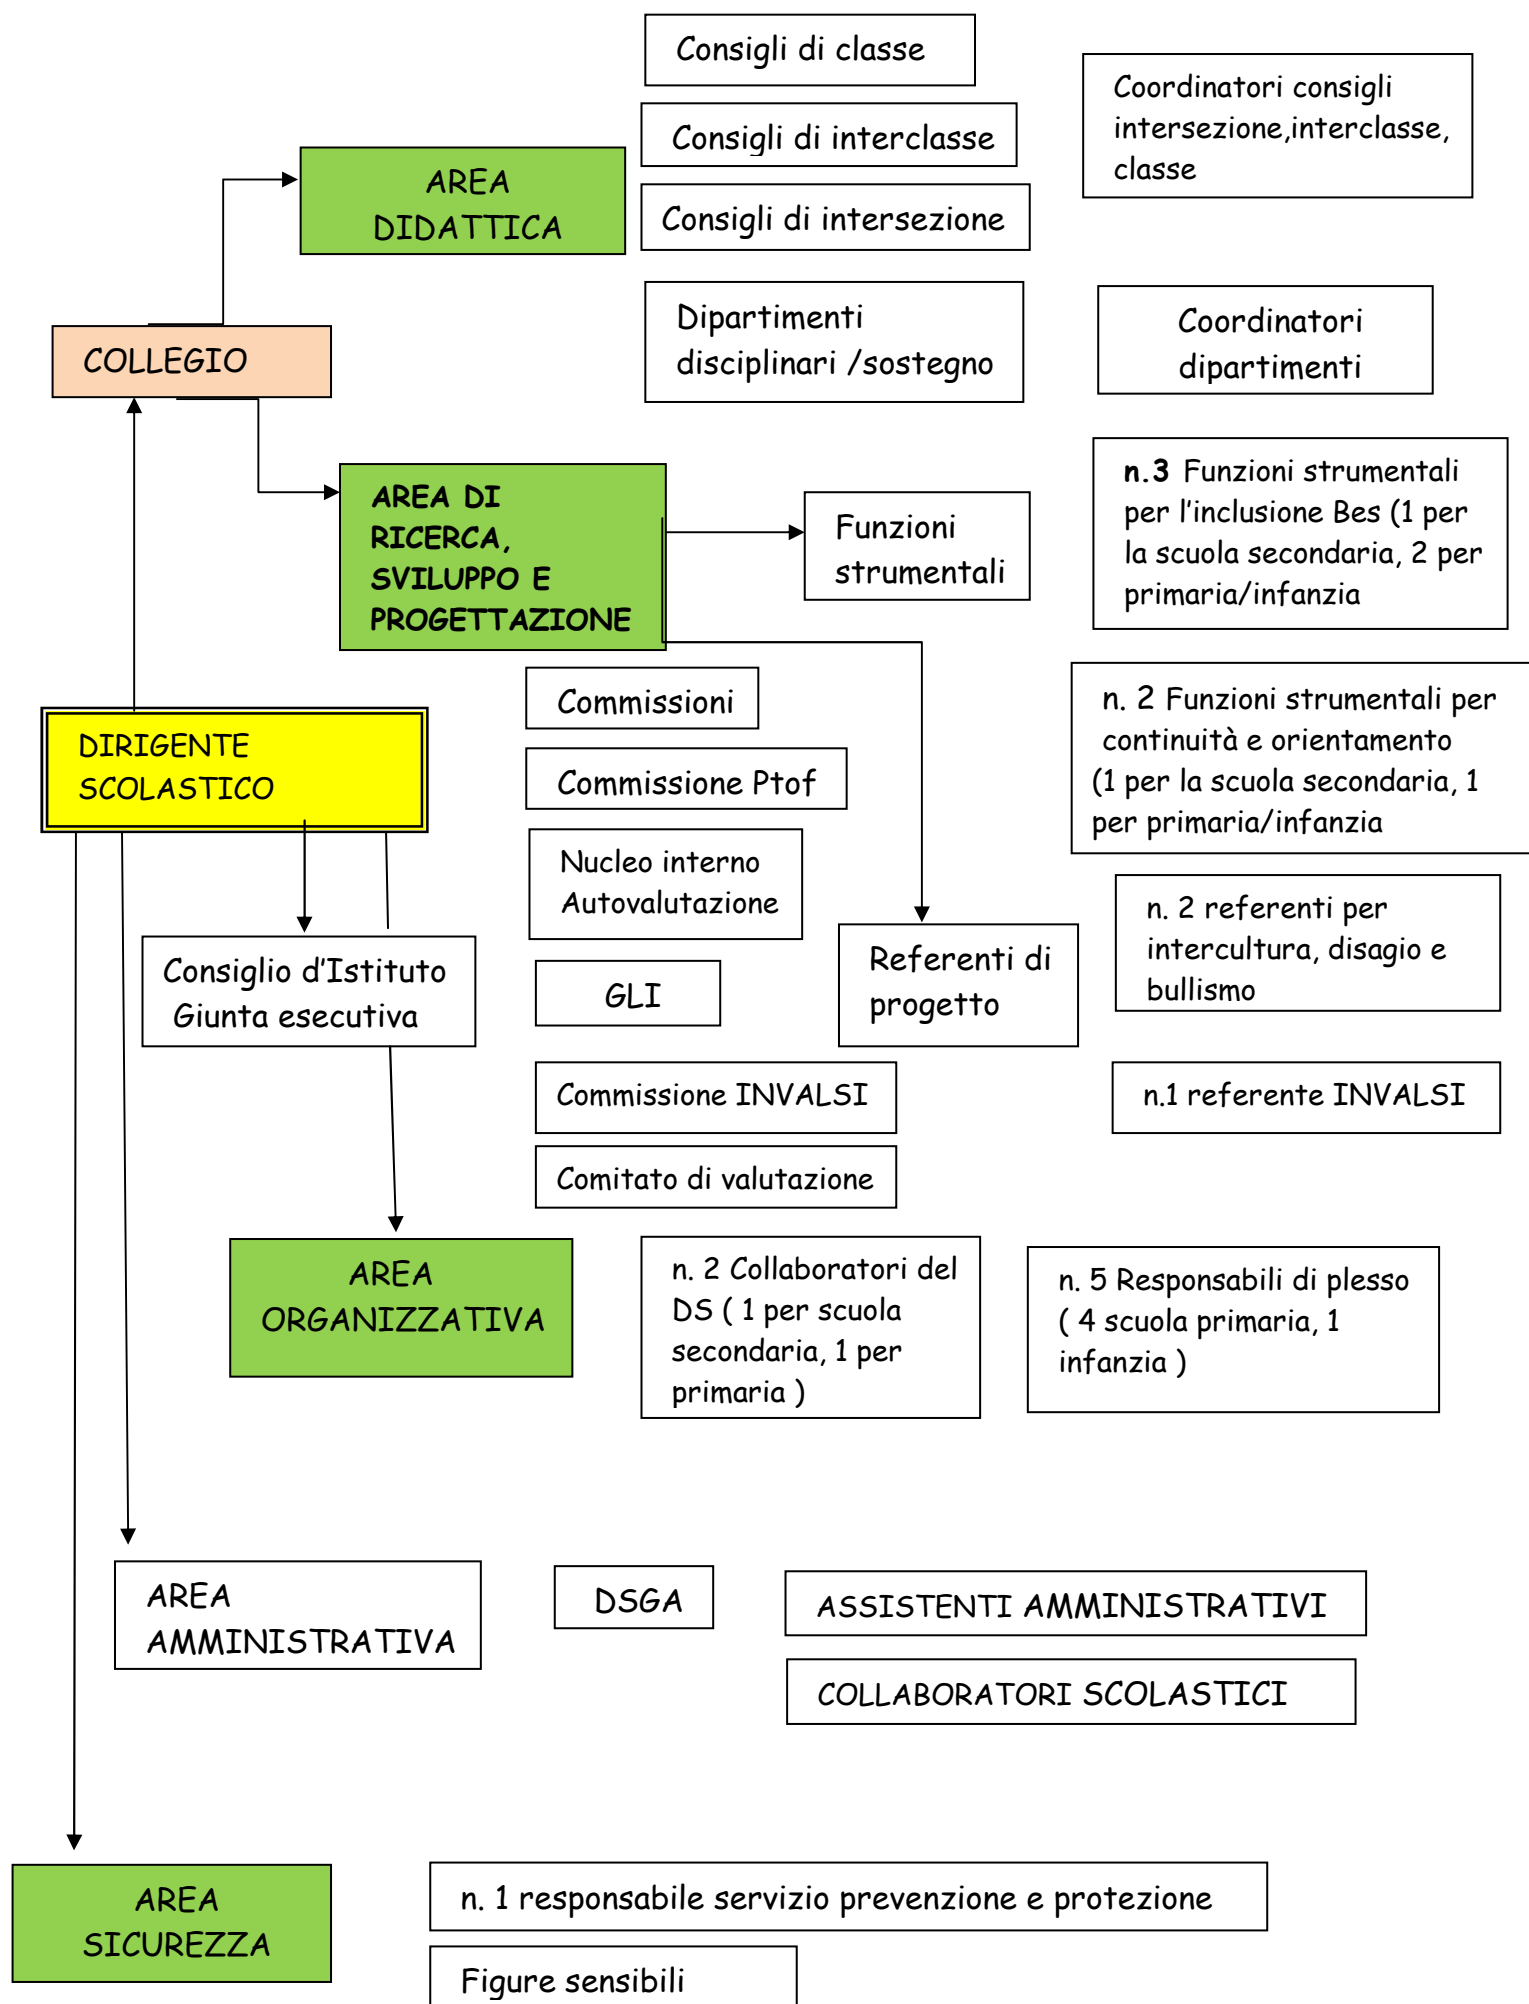 Consigli di classe
Coordinatori consigli
intersezione,interclasse,
classe
Consigli di interclasse
AREA
DIDATTICA
Consigli di intersezione
Dipartimenti
disciplinari /sostegno
Coordinatori
dipartimenti
COLLEGIO
n.3 Funzioni strumentali
per l'inclusione Bes (1 per
la scuola secondaria, 2 per
primaria/infanzia
AREA DI
RICERCA,
SVILUPPO E
PROGETTAZIONE
Funzioni
strumentali
Commissioni
n. 2 Funzioni strumentali per
continuità e orientamento
(1 per la scuola secondaria, 1
per primaria/infanzia
DIRIGENTE
SCOLASTICO
Commissione Ptof
Nucleo interno
Autovalutazione
n. 2 referenti per
intercultura, disagio e
bullismo
Consiglio d'Istituto
Giunta esecutiva
GLI
Referenti di
progetto
Commissione INVALSI
n.1 referente INVALSI
Comitato di valutazione
AREA
ORGANIZZATIVA
n. 2 Collaboratori del
DS ( 1 per scuola
secondaria, 1 per
primaria )
n. 5 Responsabili di plesso
( 4 scuola primaria, 1
infanzia )
AREA
AMMINISTRATIVA
DSGA
ASSISTENTI AMMINISTRATIVI
COLLABORATORI SCOLASTICI
AREA
SICUREZZA
n. 1 responsabile servizio prevenzione e protezione
Figure sensibili